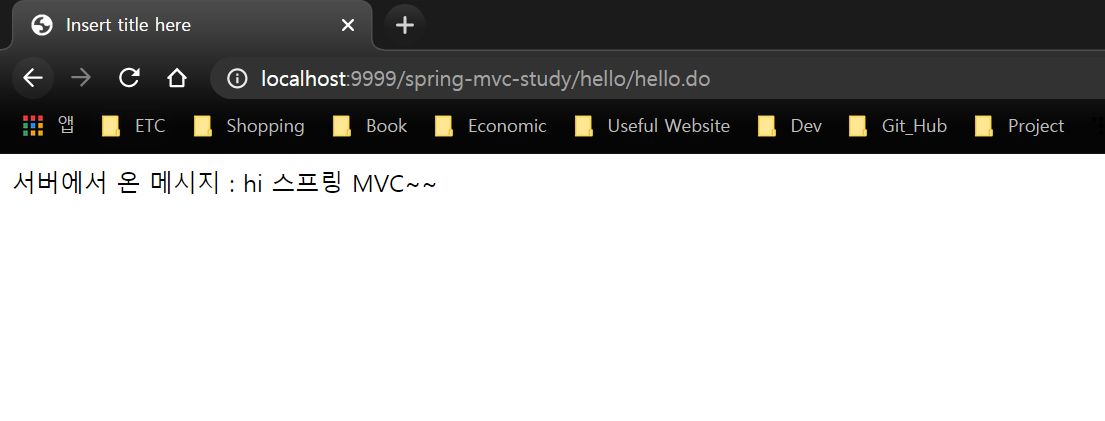 Insert title here
localhost:9999/spring-mvc-study/hello/hello.do
앱 ETC Shopping Book Economic Useful Website Dev Git_Hub Project
서버에서 온 메시지 : hi 스프링 MVC~~